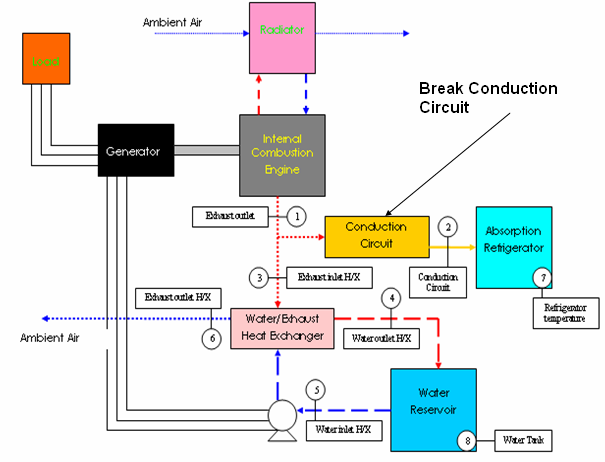 Ambient Air
Radiator
Load
Break Conduction
Circuit
Generator
Internal
Combustion
Engine
Exhaust outlet
1
Conduction
Circuit
2
Absorption
Refrigerator
3
Exhaust inlet H/X
Conduction
Circuit
7
Exhaust outlet H/X
4
Refrigerator
temperature
Ambient Air
6
Water/Exhaust
Heat Exchanger
Water outlet H/X
5
Water
Reservoir
Water inlet H/X
8
Water Tank